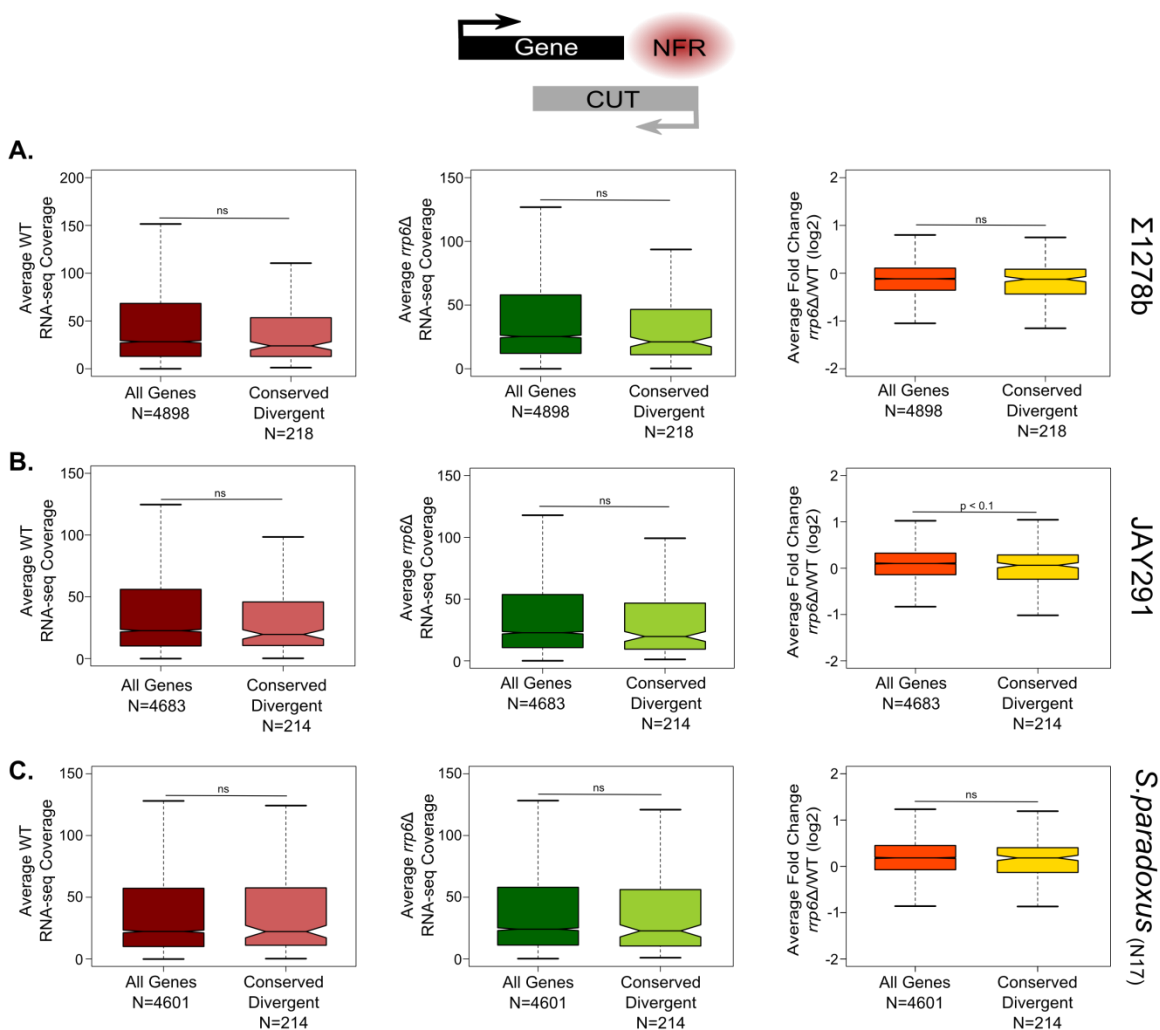 Gene
NFR
CUT
A.
Average WT
RNA-seq Coverage
200
150
100
50
0
ns
All Genes
N=4898
Conserved
Divergent
N=218
Average rrp6Δ
RNA-seq Coverage
150
100
50
0
ns
All Genes
N=4898
Conserved
Divergent
N=218
Average Fold Change
rrp6Δ/WT (log2)
2
1
0
-1
-2
ns
All Genes
N=4898
Conserved
Divergent
N=218
Σ1278b
B.
Average WT
RNA-seq Coverage
150
100
50
0
ns
All Genes
N=4683
Conserved
Divergent
N=214
Average rrp6Δ
RNA-seq Coverage
150
100
50
0
ns
All Genes
N=4683
Conserved
Divergent
N=214
Average Fold Change
rrp6Δ/WT (log2)
2
1
0
-1
-2
p < 0.1
All Genes
N=4683
Conserved
Divergent
N=214
JAY291
C.
Average WT
RNA-seq Coverage
150
100
50
0
ns
All Genes
N=4601
Conserved
Divergent
N=214
Average rrp6Δ
RNA-seq Coverage
150
100
50
0
ns
All Genes
N=4601
Conserved
Divergent
N=214
Average Fold Change
rrp6Δ/WT (log2)
2
1
0
-1
-2
ns
All Genes
N=4601
Conserved
Divergent
N=214
S.paradoxus (N17)